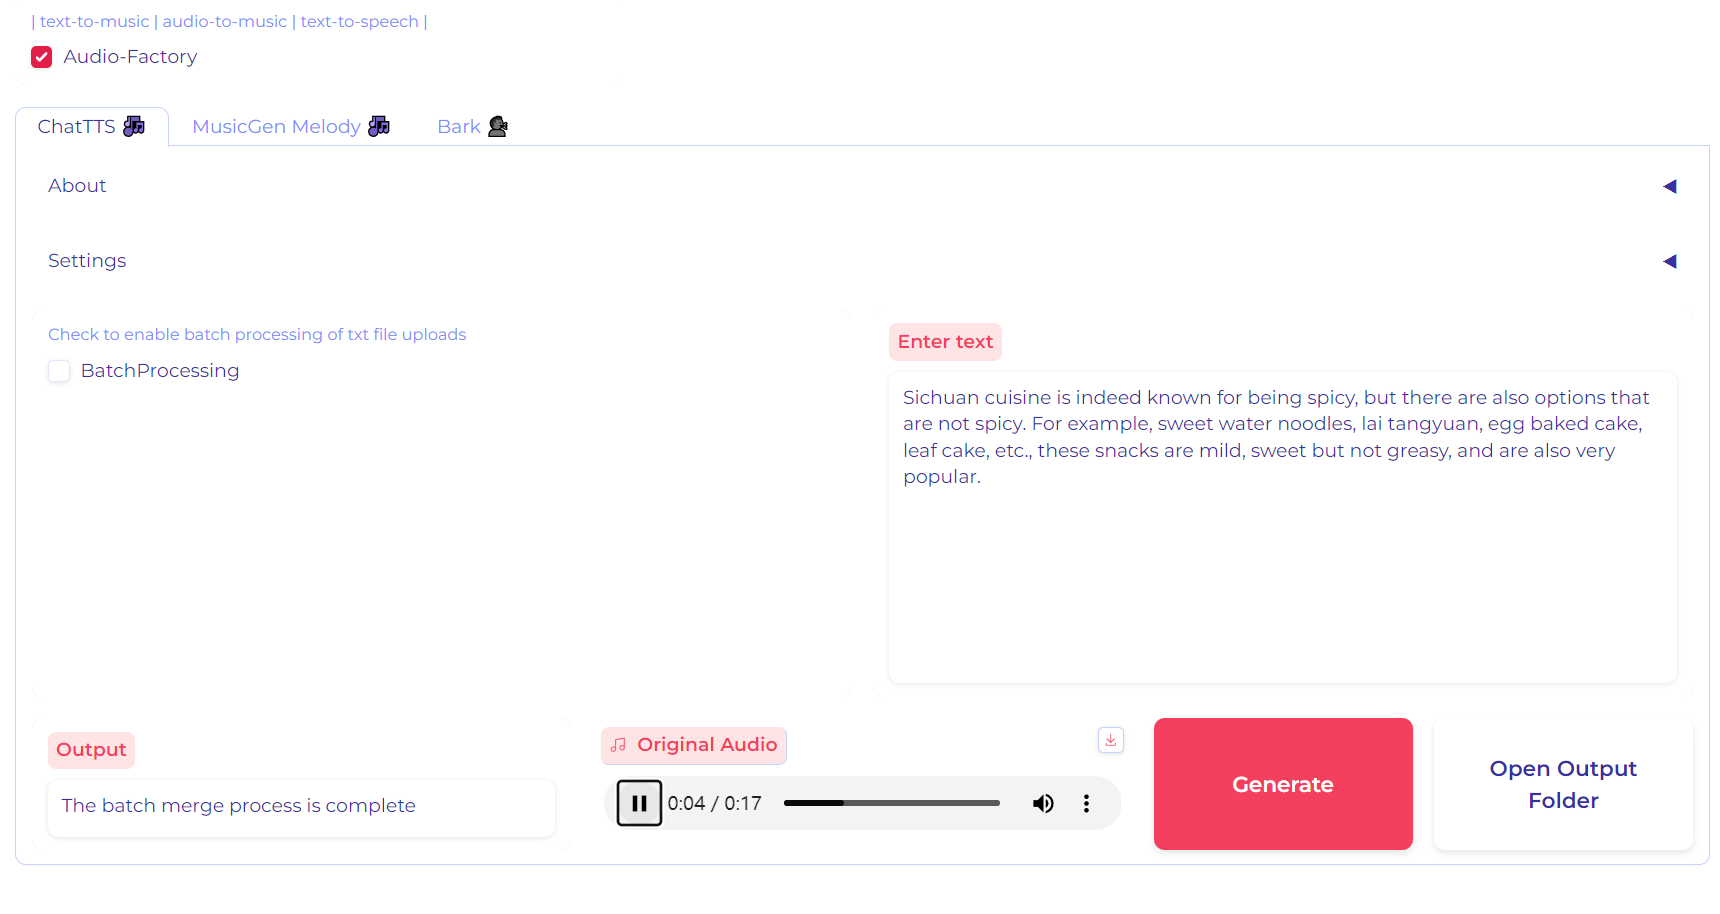 | text-to-music | audio-to-music | text-to-speech |
Audio-Factory
ChatTTS
MusicGen Melody
Bark
About
Settings
Check to enable batch processing of txt file uploads
BatchProcessing
Enter text
Sichuan cuisine is indeed known for being spicy, but there are also options that
are not spicy. For example, sweet water noodles, lai tangyuan, egg baked cake,
leaf cake, etc., these snacks are mild, sweet but not greasy, and are also very
popular.
Output
The batch merge process is complete
Original Audio
0:04 / 0:17
Generate
Open Output
Folder